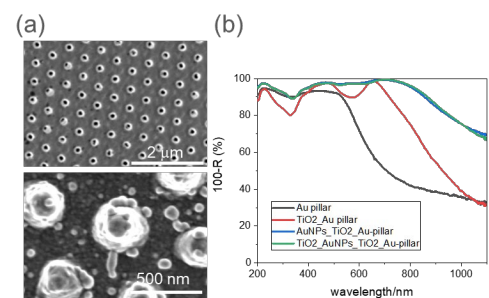 (a)
2 μm
500 nm
(b)
100-R (%)
100
80
60
40
20
0
Au pillar
TiO2_Au pillar
AuNPs_TiO2_Au-pillar
TiO2_AuNPs_TiO2_Au-pillar
200 400 600 800 1000
wavelength/nm